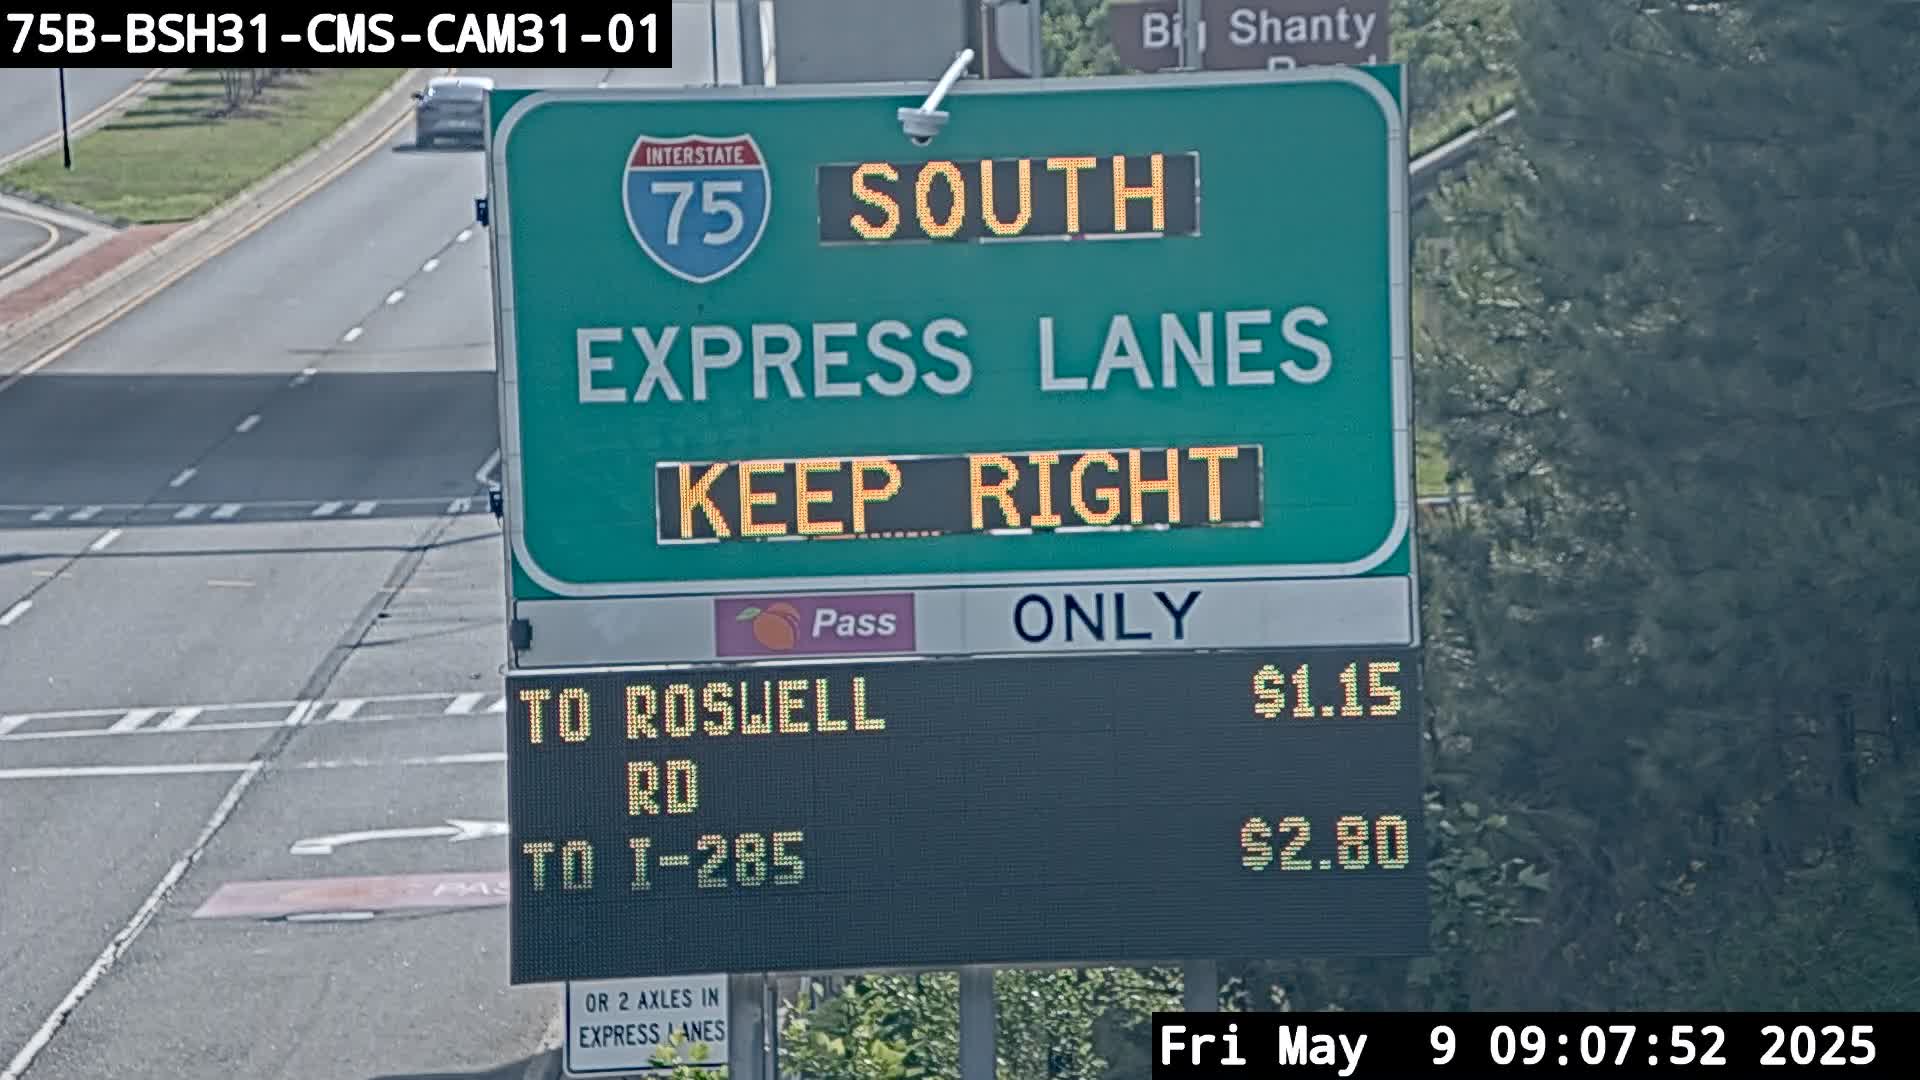 75B-BSH31-CMS-CAM31-01
Big Shanty
Road
INTERSTATE
75
SOUTH
EXPRESS LANES
KEEP RIGHT
Pass ONLY
TO ROSWELL $1.15
RD
TO I-285 $2.80
OR 2 AXLES IN
EXPRESS LANES
Fri May 9 09:07:52 2025